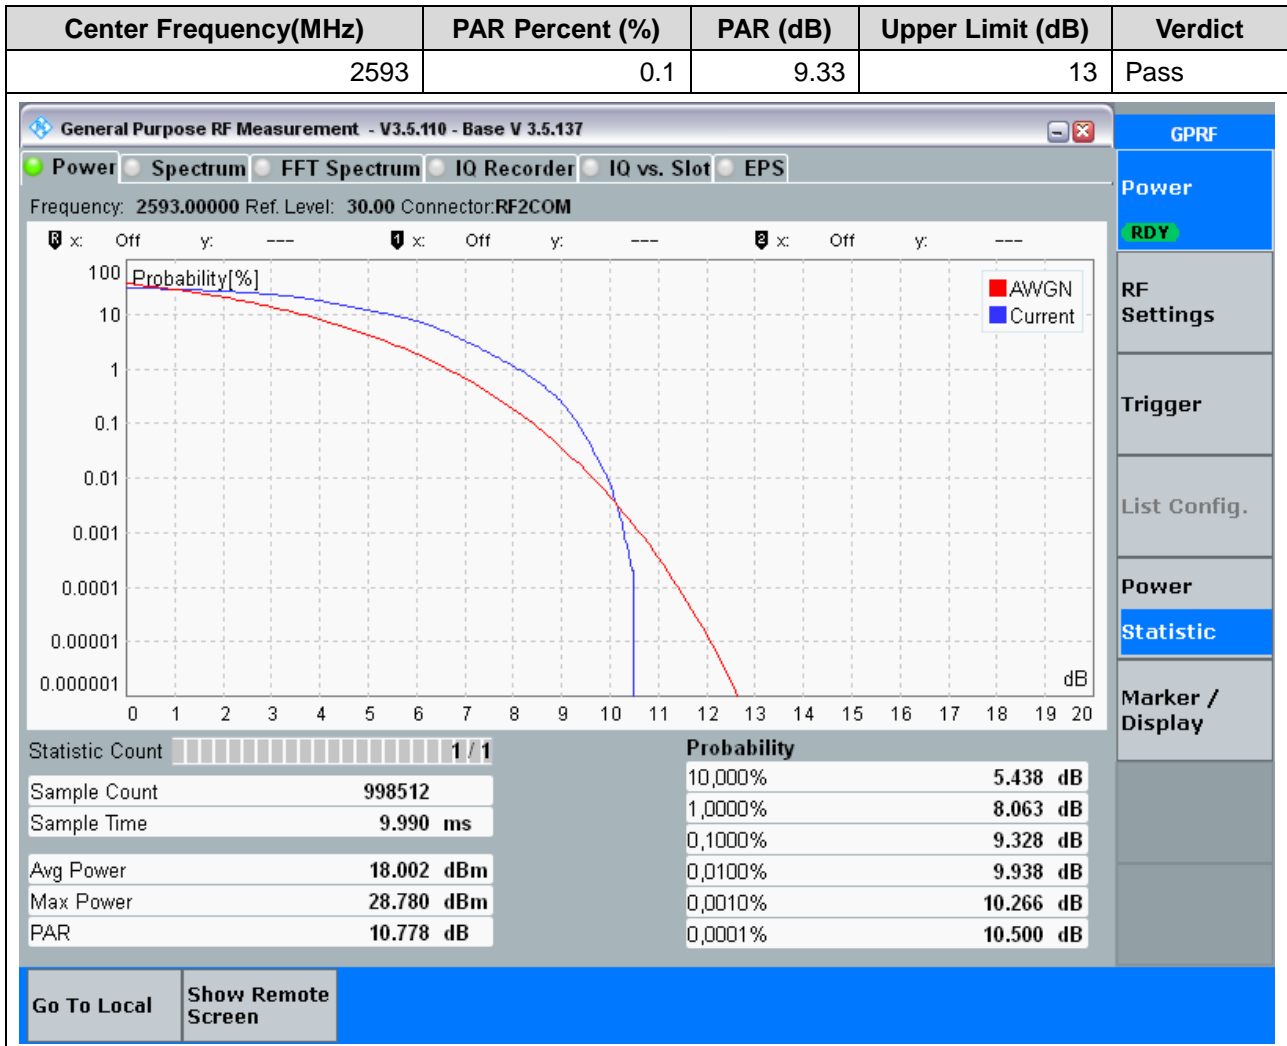 Center Frequency(MHz) PAR Percent (%) PAR (dB) Upper Limit (dB) Verdict
2593 0.1 9.33 13 Pass
General Purpose RF Measurement - V3.5.110 - Base V 3.5.137
GPRF
Power Spectrum FFT Spectrum IQ Recorder IQ vs. Slot EPS
Frequency: 2593.00000 Ref. Level: 30.00 Connector:RF2COM
R x: Off y: --- 1 x: Off y: --- 2 x: Off y: ---
Probability[%]
AWGN
Current
100
10
1
0.1
0.01
0.001
0.0001
0.00001
0.000001
dB
0 1 2 3 4 5 6 7 8 9 10 11 12 13 14 15 16 17 18 19 20
Statistic Count 1 / 1
Sample Count 998512
Sample Time 9.990 ms
Avg Power 18.002 dBm
Max Power 28.780 dBm
PAR 10.778 dB
Probability
10,000% 5.438 dB
1,0000% 8.063 dB
0,1000% 9.328 dB
0,0100% 9.938 dB
0,0010% 10.266 dB
0,0001% 10.500 dB
Power
RDY
RF
Settings
Trigger
List Config.
Power
Statistic
Marker /
Display
Go To Local
Show Remote
Screen